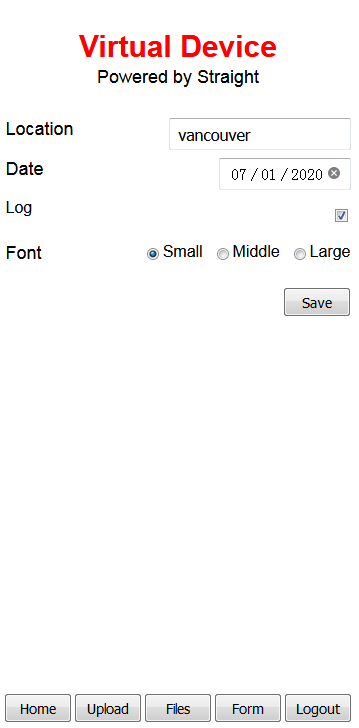 Virtual Device
Powered by Straight
Location vancouver
Date 07/01/2020
Log
Font Small Middle Large
Save
Home Upload Files Form Logout